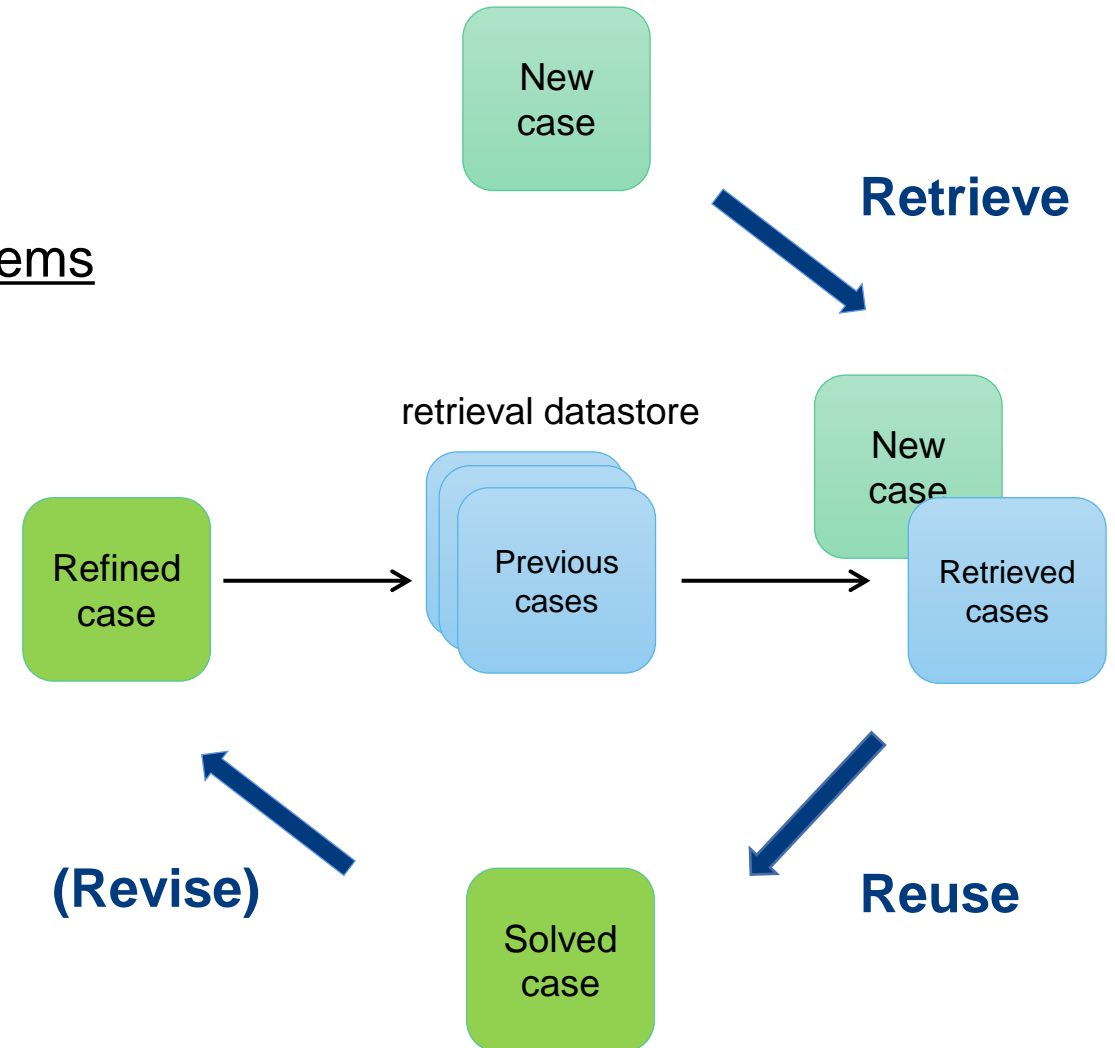 New
case
Retrieve
ems
retrieval datastore
New
case
Refined
case
Previous
cases
Retrieved
cases
(Revise)
Reuse
Solved
case